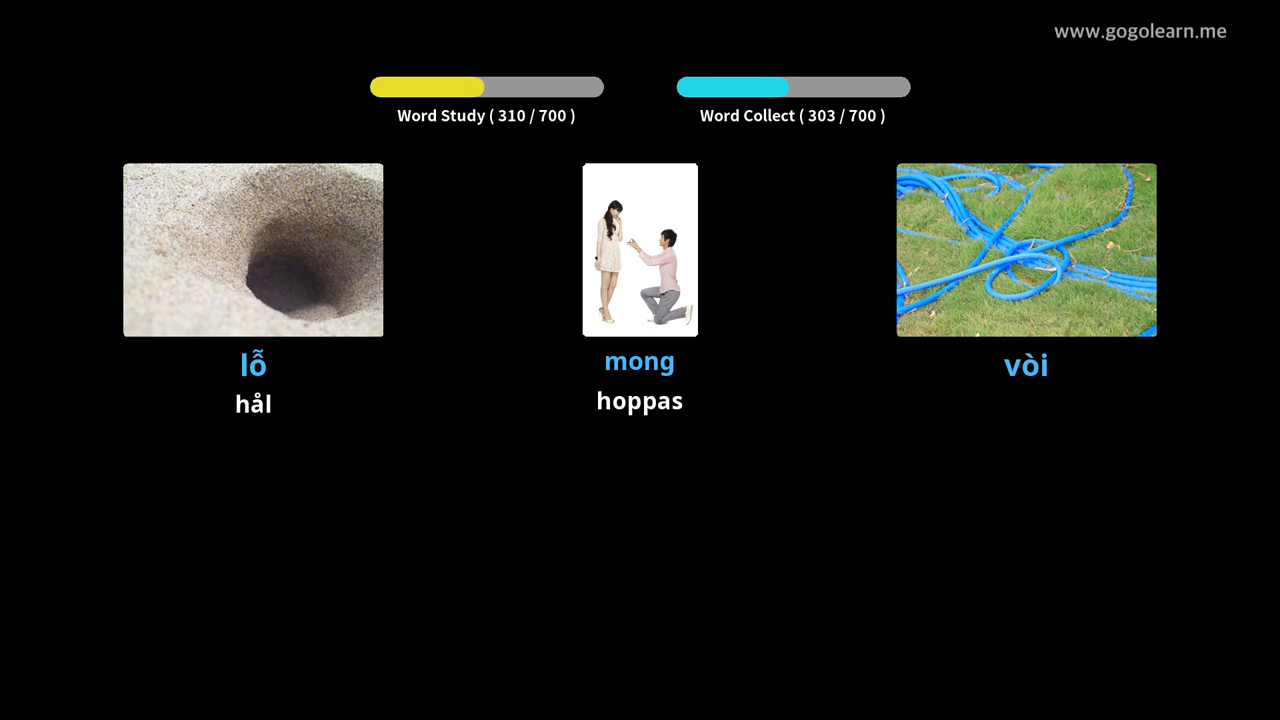 www.gogolearn.me
Word Study ( 310 / 700 )
Word Collect ( 303 / 700 )
lỗ
hål
mong
hoppas
vòi